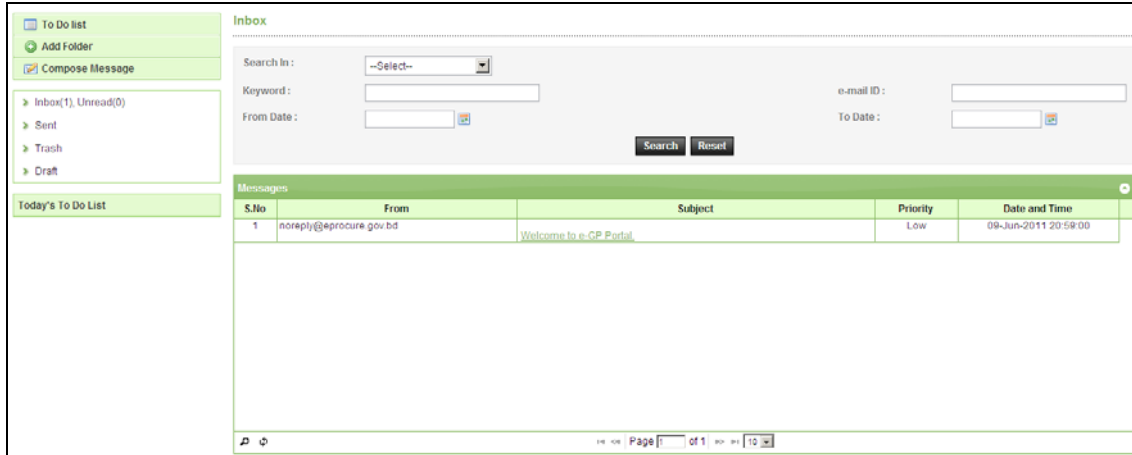 To Do list
Add Folder
Compose Message
Inbox(1), Unread(0)
Sent
Trash
Draft
Today's To Do List
Inbox
Search In : --Select--
Keyword : e-mail ID :
From Date : To Date :
Search Reset
Messages
S.No From Subject Priority Date and Time
1 noreply@eprocure.gov.bd Welcome to e-GP Portal. Low 09-Jun-2011 20:59:00
Page 1 of 1 10